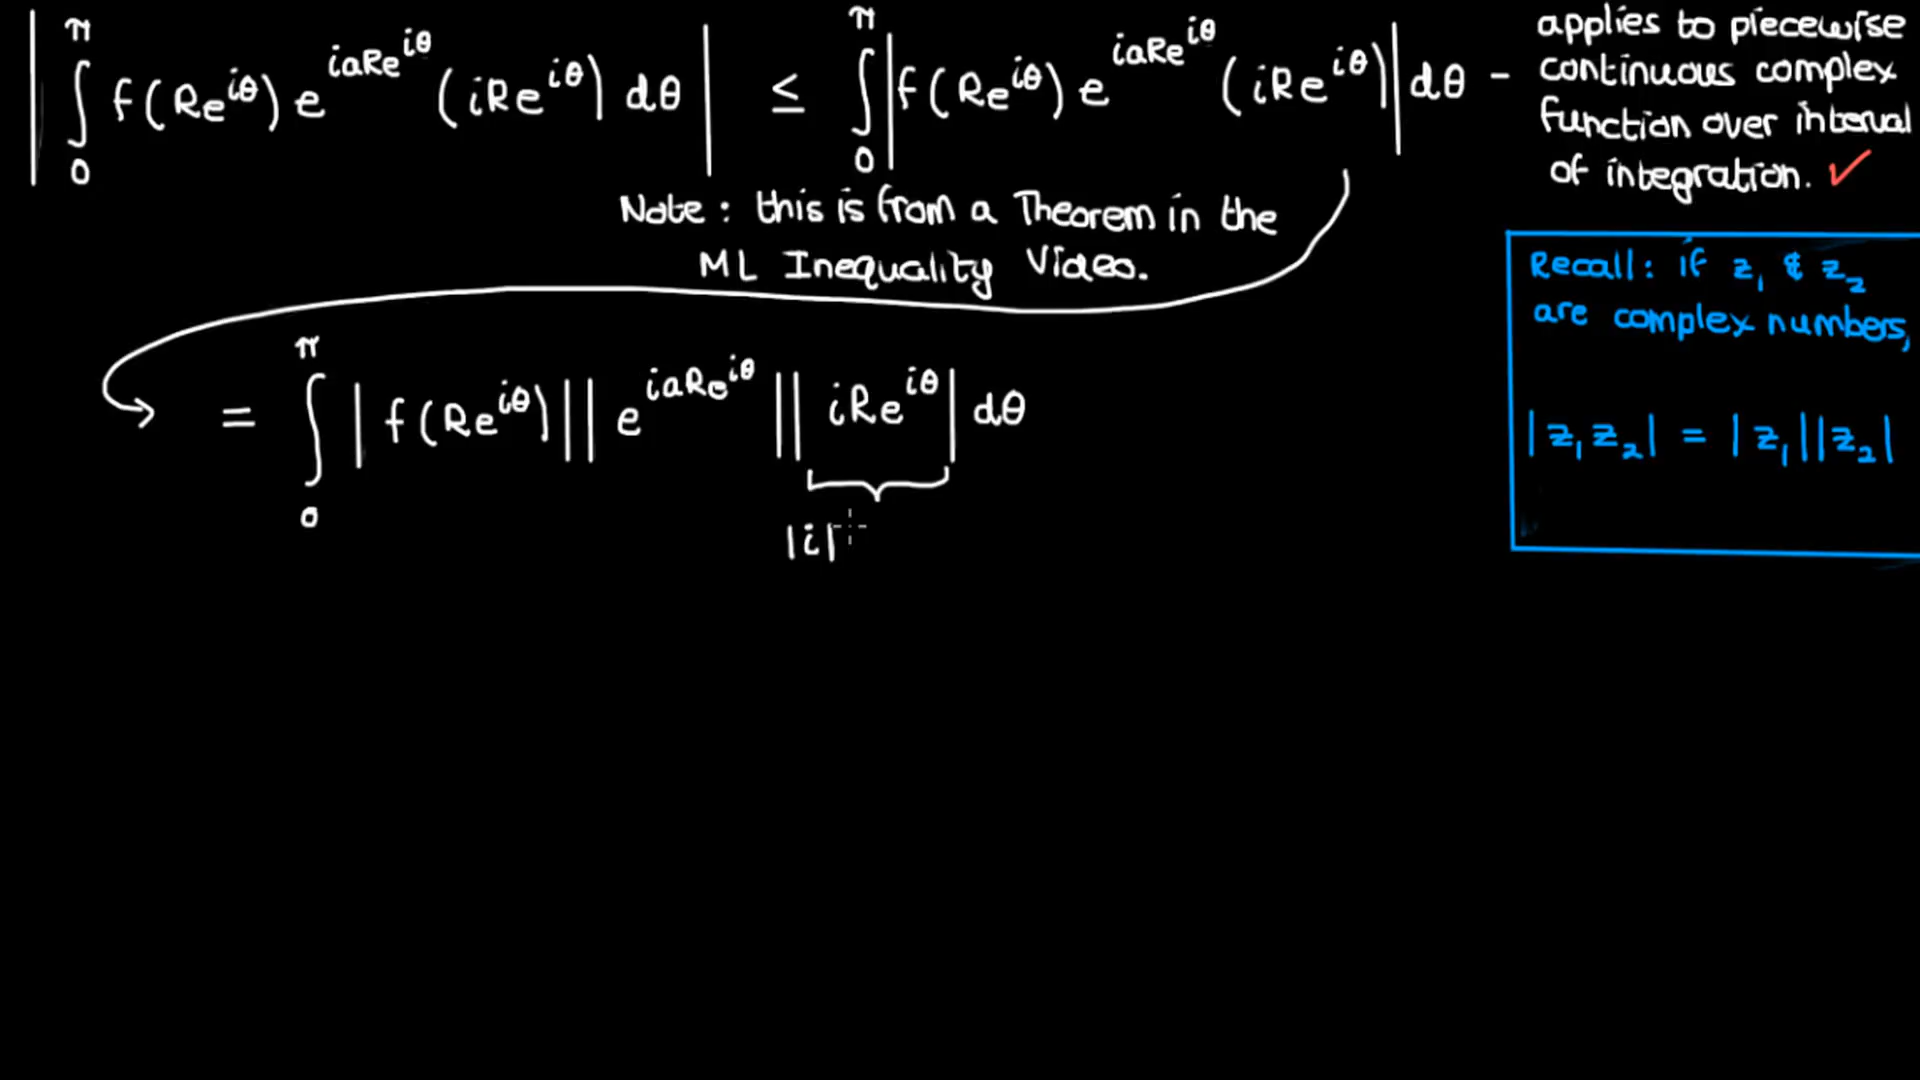 | ∫₀^π f(Re^{iθ}) e^{iaRe^{iθ}} (iRe^{iθ}) dθ | ≤ ∫₀^π | f(Re^{iθ}) e^{iaRe^{iθ}} (iRe^{iθ}) | dθ -
applies to piecewise
continuous complex
function over interval
of integration. ✓
Note: this is from a Theorem in the
ML Inequality Video.
Recall: if z₁ & z₂
are complex numbers,
|z₁z₂| = |z₁||z₂|
= ∫₀^π |f(Re^{iθ})||e^{iaRe^{iθ}}||iRe^{iθ}| dθ
|i|